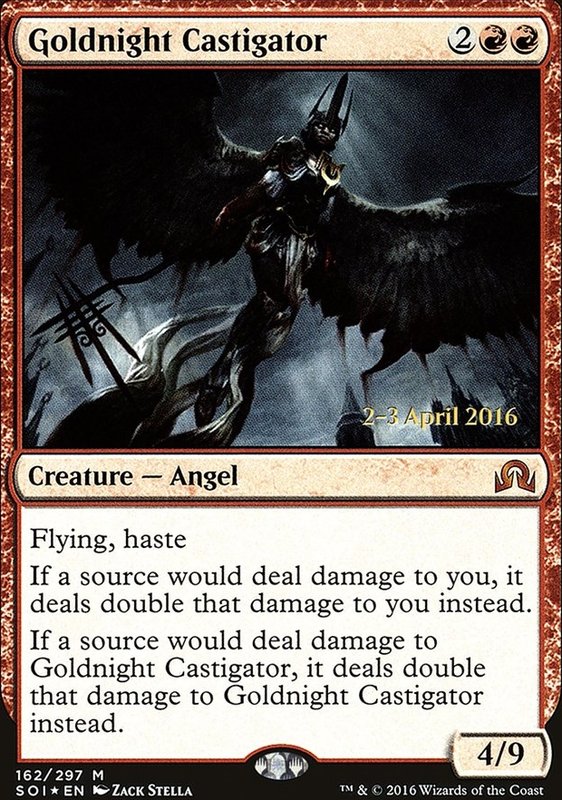 Goldnight Castigator 2
2–3 April 2016
Creature — Angel
Flying, haste
If a source would deal damage to you, it
deals double that damage to you instead.
If a source would deal damage to
Goldnight Castigator, it deals double
that damage to Goldnight Castigator
instead.
4/9
162/297 M
SOI★EN Zack Stella
™ & © 2016 Wizards of the Coast